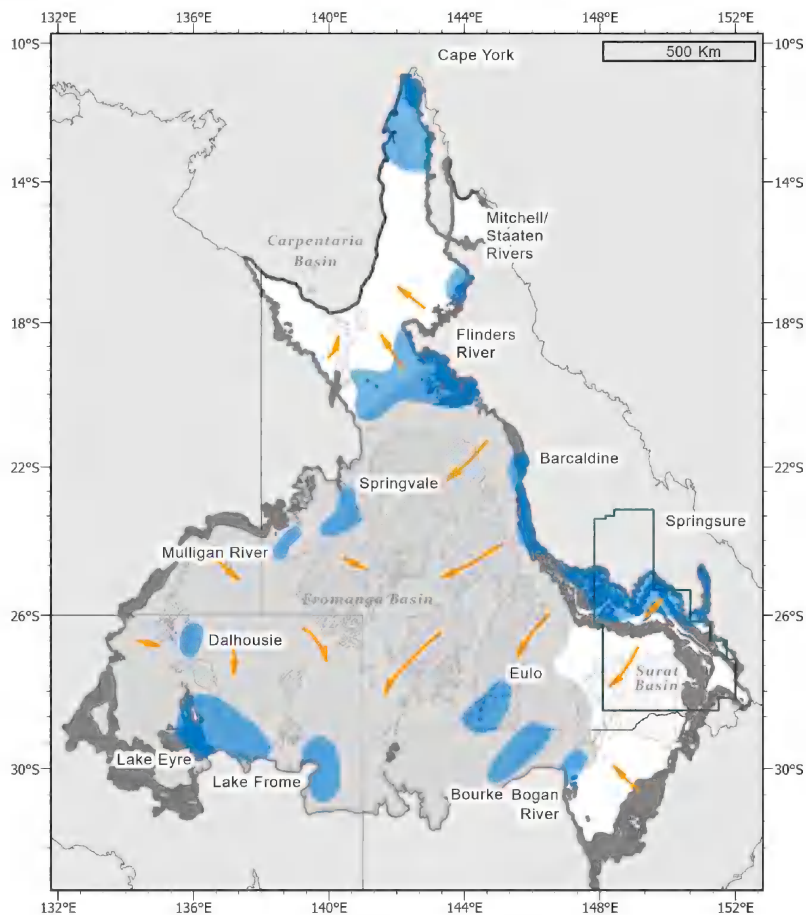 132°E 136°E 140°E 144°E 148°E 152°E
10°S 10°S
500 Km
Cape York
14°S 14°S
Mitchell/
Staaten
Rivers
Carpentaria
Basin
18°S 18°S
Flinders
River
22°S 22°S
Barcaldine
Springvale
Springsure
Mulligan River
Eromanga Basin
26°S 26°S
Dalhousie
Eulo
Surat
Basin
Lake Eyre
30°S 30°S
Lake Frome
Bourke Bogan
River
132°E 136°E 140°E 144°E 148°E 152°E